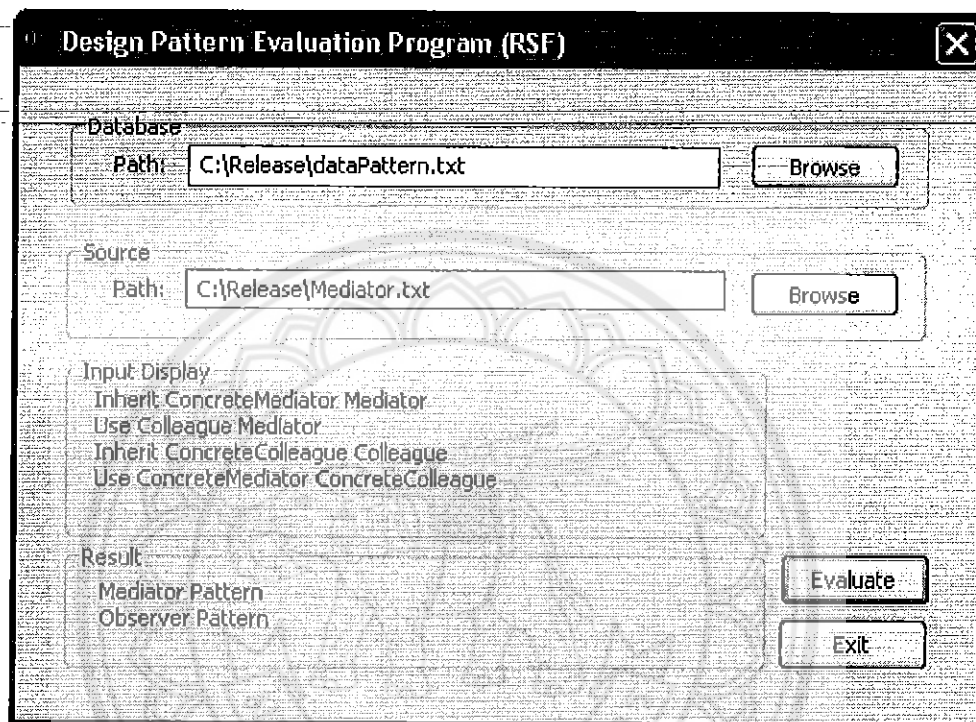 Design Pattern Evaluation Program (RSF)
Database
Path: C:\Release\dataPattern.txt Browse
Source
Path: C:\Release\Mediator.txt Browse
Input Display
Inherit ConcreteMediator Mediator
Use Colleague Mediator
Inherit ConcreteColleague Colleague
Use ConcreteMediator ConcreteColleague
Result
Mediator Pattern
Observer Pattern
Evaluate
Exit